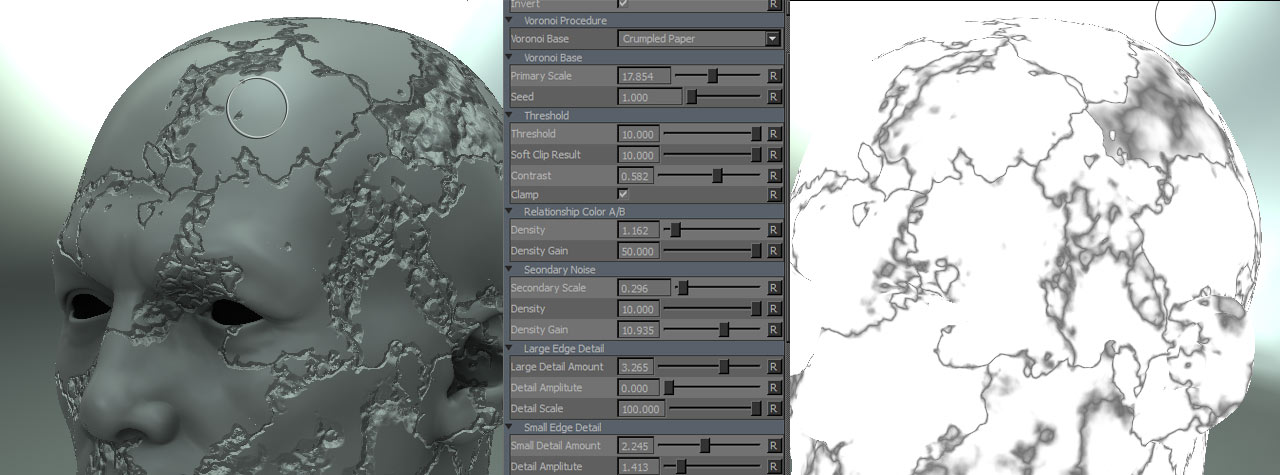 Invert
Voronoi Procedure
Voronoi Base Crumpled Paper
Voronoi Base
Primary Scale 17.854 R
Seed 1.000 R
Threshold
Threshold 10.000 R
Soft Clip Result 10.000 R
Contrast 0.582 R
Clamp R
Relationship Color A/B
Density 1.162 R
Density Gain 50.000 R
Seondary Noise
Secondary Scale 0.296 R
Density 10.000 R
Density Gain 10.935 R
Large Edge Detail
Large Detail Amount 3.265 R
Detail Amplitute 0.000 R
Detail Scale 100.000 R
Small Edge Detail
Small Detail Amount 2.245 R
Detail Amplitute 1.413 R